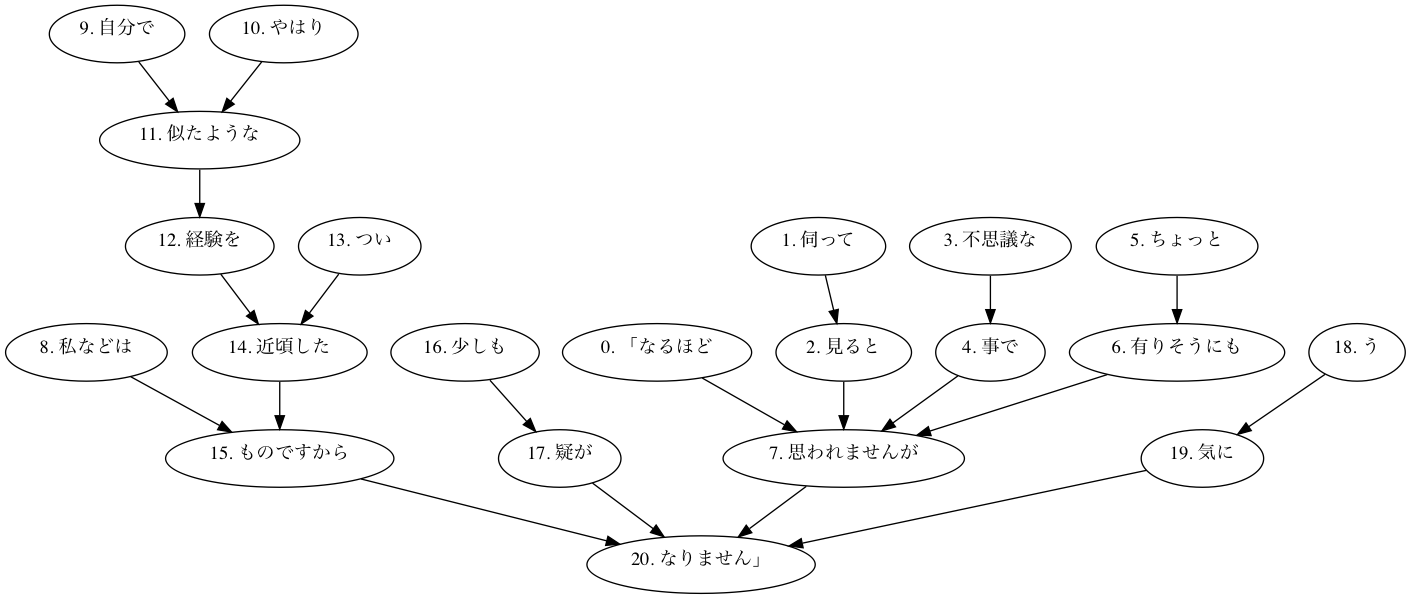 9. 自分で
10. やはり
11. 似たような
12. 経験を
13. つい
1. 伺って
3. 不思議な
5. ちょっと
8. 私などは
14. 近頃した
16. 少しも
0. 「なるほど
2. 見ると
4. 事で
6. 有りそうにも
18. う
15. ものですから
17. 疑が
7. 思われませんが
19. 気に
20. なりません」